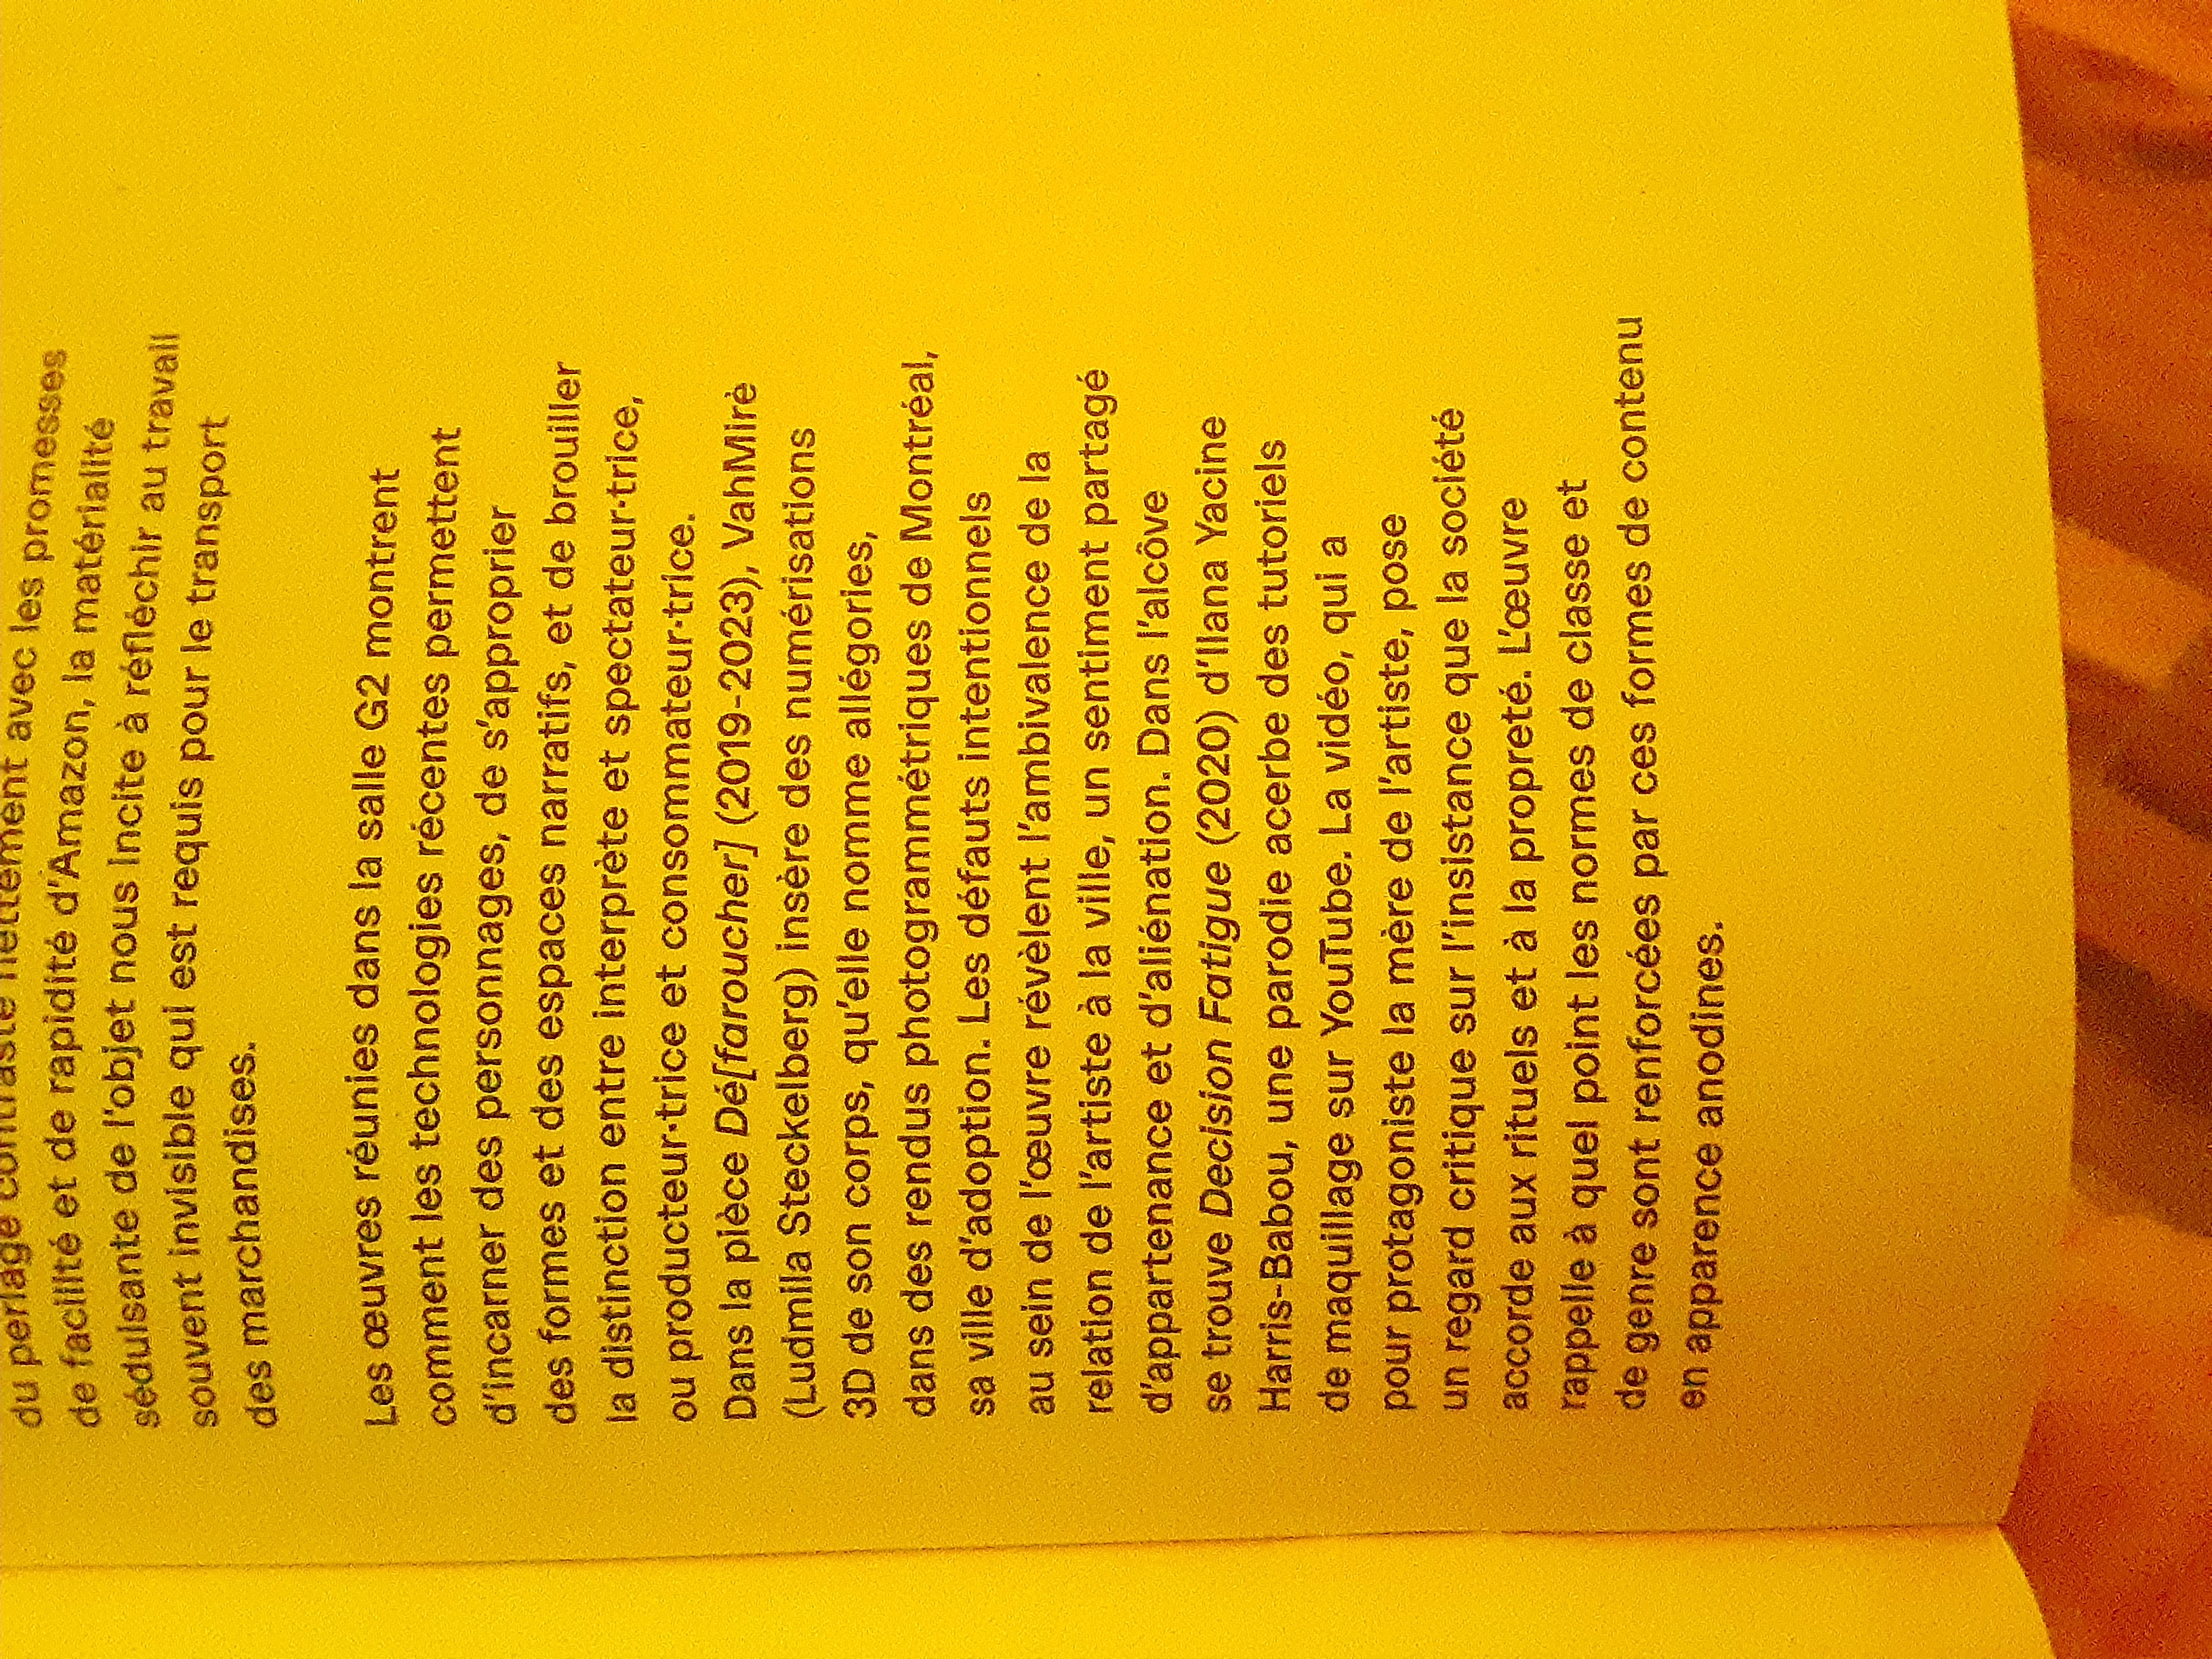 du perlage contraste nettement avec les promesses
de facilité et de rapidité d'Amazon, la matérialité
séduisante de l'objet nous incite à réfléchir au travail
souvent invisible qui est requis pour le transport
des marchandises.
Les œuvres réunies dans la salle G2 montrent
comment les technologies récentes permettent
d'incarner des personnages, de s'approprier
des formes et des espaces narratifs, et de brouiller
la distinction entre interprète et spectateur·trice,
ou producteur·trice et consommateur·trice.
Dans la pièce Dé[faroucher] (2019-2023), VahMirè
(Ludmila Steckelberg) insère des numérisations
3D de son corps, qu'elle nomme allégories,
dans des rendus photogrammétriques de Montréal,
sa ville d'adoption. Les défauts intentionnels
au sein de l'œuvre révèlent l'ambivalence de la
relation de l'artiste à la ville, un sentiment partagé
d'appartenance et d'aliénation. Dans l'alcôve
se trouve Decision Fatigue (2020) d'Ilana Yacine
Harris-Babou, une parodie acerbe des tutoriels
de maquillage sur YouTube. La vidéo, qui a
pour protagoniste la mère de l'artiste, pose
un regard critique sur l'insistance que la société
accorde aux rituels et à la propreté. L'œuvre
rappelle à quel point les normes de classe et
de genre sont renforcées par ces formes de contenu
en apparence anodines.